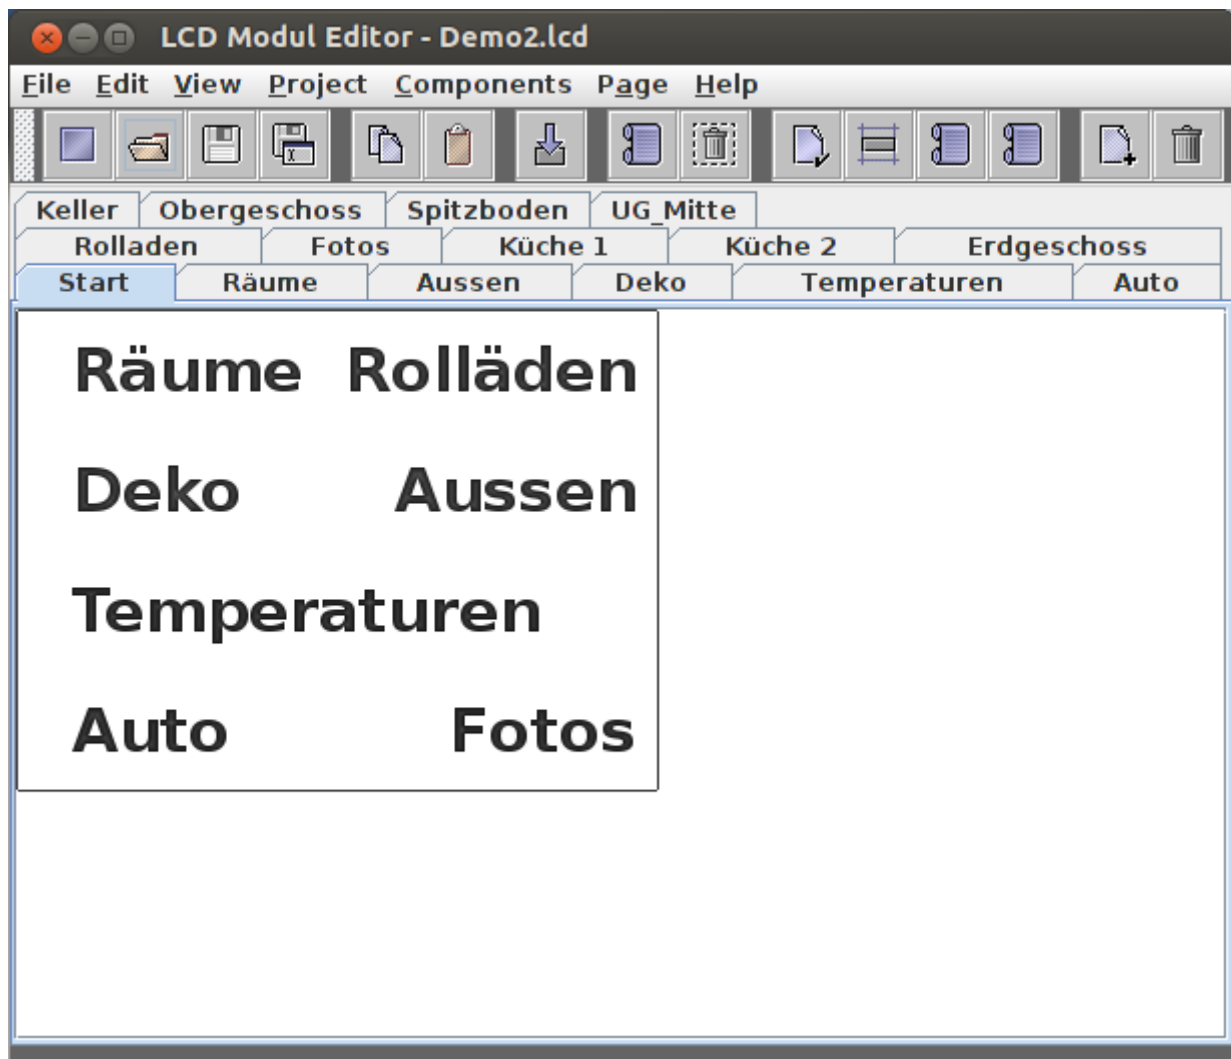 LCD Modul Editor - Demo2.lcd
File Edit View Project Components Page Help
Keller Obergeschoss Spitzboden UG_Mitte
Rolladen Fotos Küche 1 Küche 2 Erdgeschoss
Start Räume Aussen Deko Temperaturen Auto
Räume Rolläden
Deko Aussen
Temperaturen
Auto Fotos